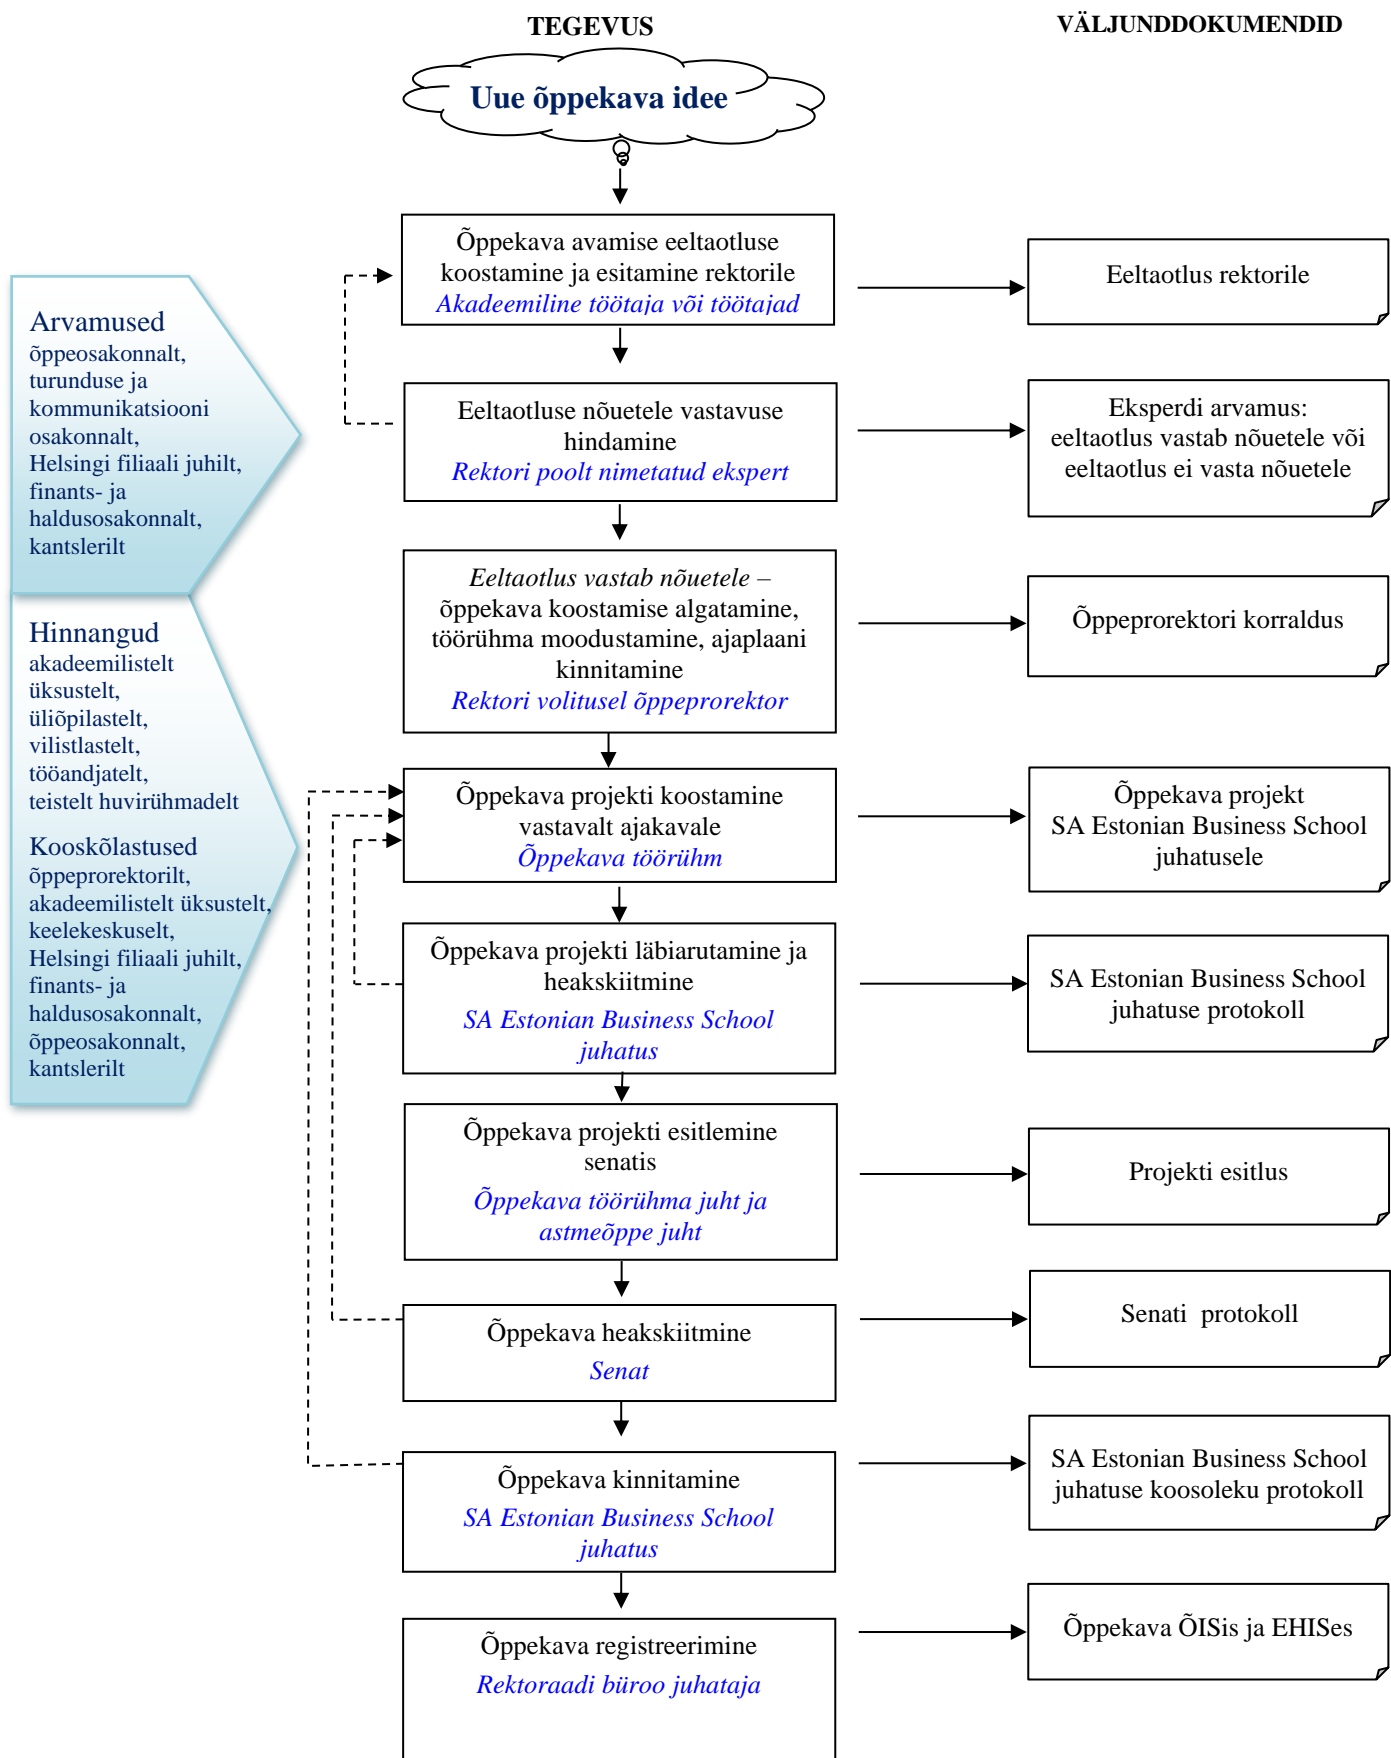 TEGEVUS
VÄLJUNDDOKUMENDID
Uue õppekava idee
Õppekava avamise eeltaotluse
koostamine ja esitamine rektorile
Akadeemiline töötaja või töötajad
Eeltaotlus rektorile
Arvamused
õppeosakonnalt,
turunduse ja
kommunikatsiooni
osakonnalt,
Helsingi filiaali juhilt,
finants- ja
haldusosakonnalt,
kantslerilt
Eeltaotluse nõuetele vastavuse
hindamine
Rektori poolt nimetatud ekspert
Eksperdi arvamus:
eeltaotlus vastab nõuetele või
eeltaotlus ei vasta nõuetele
Eeltaotlus vastab nõuetele –
õppekava koostamise algatamine,
töörühma moodustamine, ajaplaani
kinnitamine
Rektori volitusel õppeprorektor
Õppeprorektori korraldus
Hinnangud
akadeemilistelt
üksustelt,
üliõpilastelt,
vilistlastelt,
tööandjatelt,
teistelt huvirühmadelt
Kooskõlastused
õppeprorektorilt,
akadeemilistelt üksustelt,
keelekeskuselt,
Helsingi filiaali juhilt,
finants- ja
haldusosakonnalt,
õppeosakonnalt,
kantslerilt
Õppekava projekti koostamine
vastavalt ajakavale
Õppekava töörühm
Õppekava projekt
SA Estonian Business School
juhatusele
Õppekava projekti läbiarutamine ja
heakskiitmine
SA Estonian Business School
juhatus
SA Estonian Business School
juhatuse protokoll
Õppekava projekti esitlemine
senatis
Õppekava töörühma juht ja
astmeõppe juht
Projekti esitlus
Õppekava heakskiitmine
Senat
Senati protokoll
Õppekava kinnitamine
SA Estonian Business School
juhatus
SA Estonian Business School
juhatuse koosoleku protokoll
Õppekava registreerimine
Rektoraadi büroo juhataja
Õppekava ÕISis ja EHISes